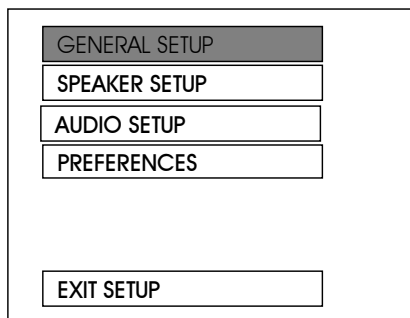 GENERAL SETUP
SPEAKER SETUP
AUDIO SETUP
PREFERENCES
EXIT SETUP